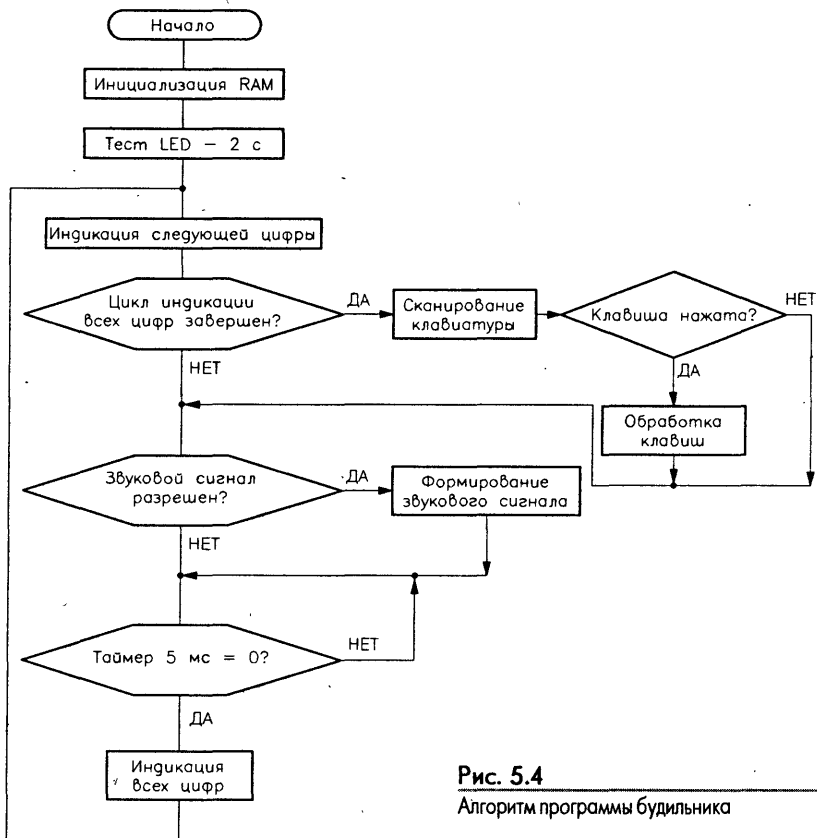 Начало
Инициализация RAM
Тест LED – 2 с
Индикация следующей цифры
Цикл индикации
всех цифр завершен?
ДА
Сканирование
клавиатуры
Клавиша нажата?
НЕТ
НЕТ
ДА
Обработка
клавиш
Звуковой сигнал
разрешен?
ДА
Формирование
звукового сигнала
НЕТ
Таймер 5 мс = 0?
НЕТ
ДА
Индикация
всех цифр
Рис. 5.4
Алгоритм программы будильника